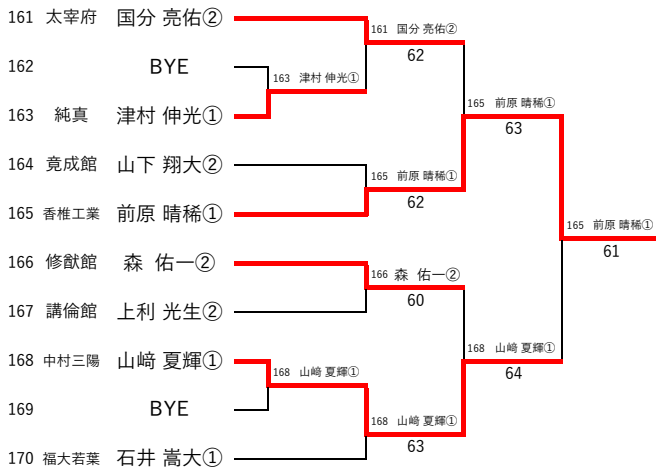 161 太宰府 国分 亮佑②
161 国分 亮佑②
62
162 BYE
163 津村 伸光①
163 純真 津村 伸光①
165 前原 晴稀①
63
164 竟成館 山下 翔大②
165 前原 晴稀①
62
165 香椎工業 前原 晴稀①
165 前原 晴稀①
61
166 修猷館 森 佑一②
166 森 佑一②
60
167 講倫館 上利 光生②
168 山﨑 夏輝①
64
168 中村三陽 山﨑 夏輝①
168 山﨑 夏輝①
169 BYE
168 山﨑 夏輝①
63
170 福大若葉 石井 嵩大①